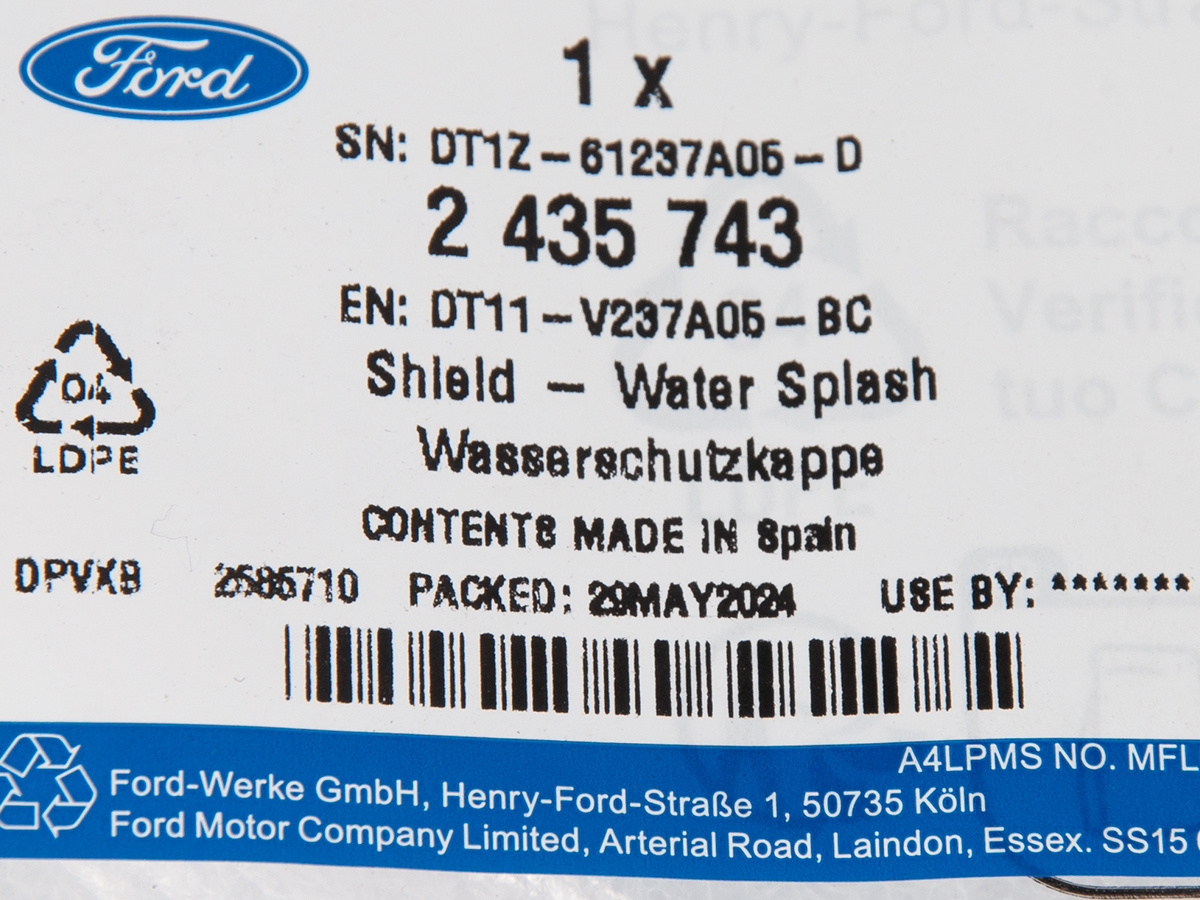 Ford
1 x
SN: DT1Z-61237A05-D
2 435 743
EN: DT11-V237A05-BC
Shield - Water Splash
Wasserschutzkappe
04
LDPE
CONTENTS MADE IN Spain
DPVXB 2585710 PACKED: 29MAY2024 USE BY: *******
A4LPMS NO. MFL
Ford-Werke GmbH, Henry-Ford-Straße 1, 50735 Köln
Ford Motor Company Limited, Arterial Road, Laindon, Essex. SS15